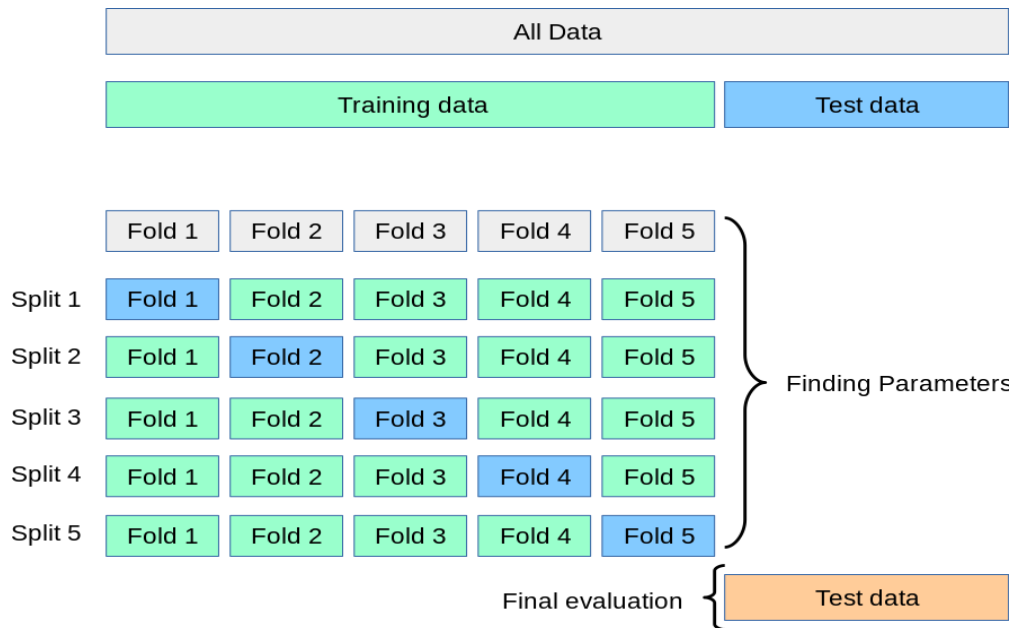 All Data
Training data Test data
Fold 1 Fold 2 Fold 3 Fold 4 Fold 5
Split 1 Fold 1 Fold 2 Fold 3 Fold 4 Fold 5
Split 2 Fold 1 Fold 2 Fold 3 Fold 4 Fold 5
Finding Parameters
Split 3 Fold 1 Fold 2 Fold 3 Fold 4 Fold 5
Split 4 Fold 1 Fold 2 Fold 3 Fold 4 Fold 5
Split 5 Fold 1 Fold 2 Fold 3 Fold 4 Fold 5
Final evaluation Test data